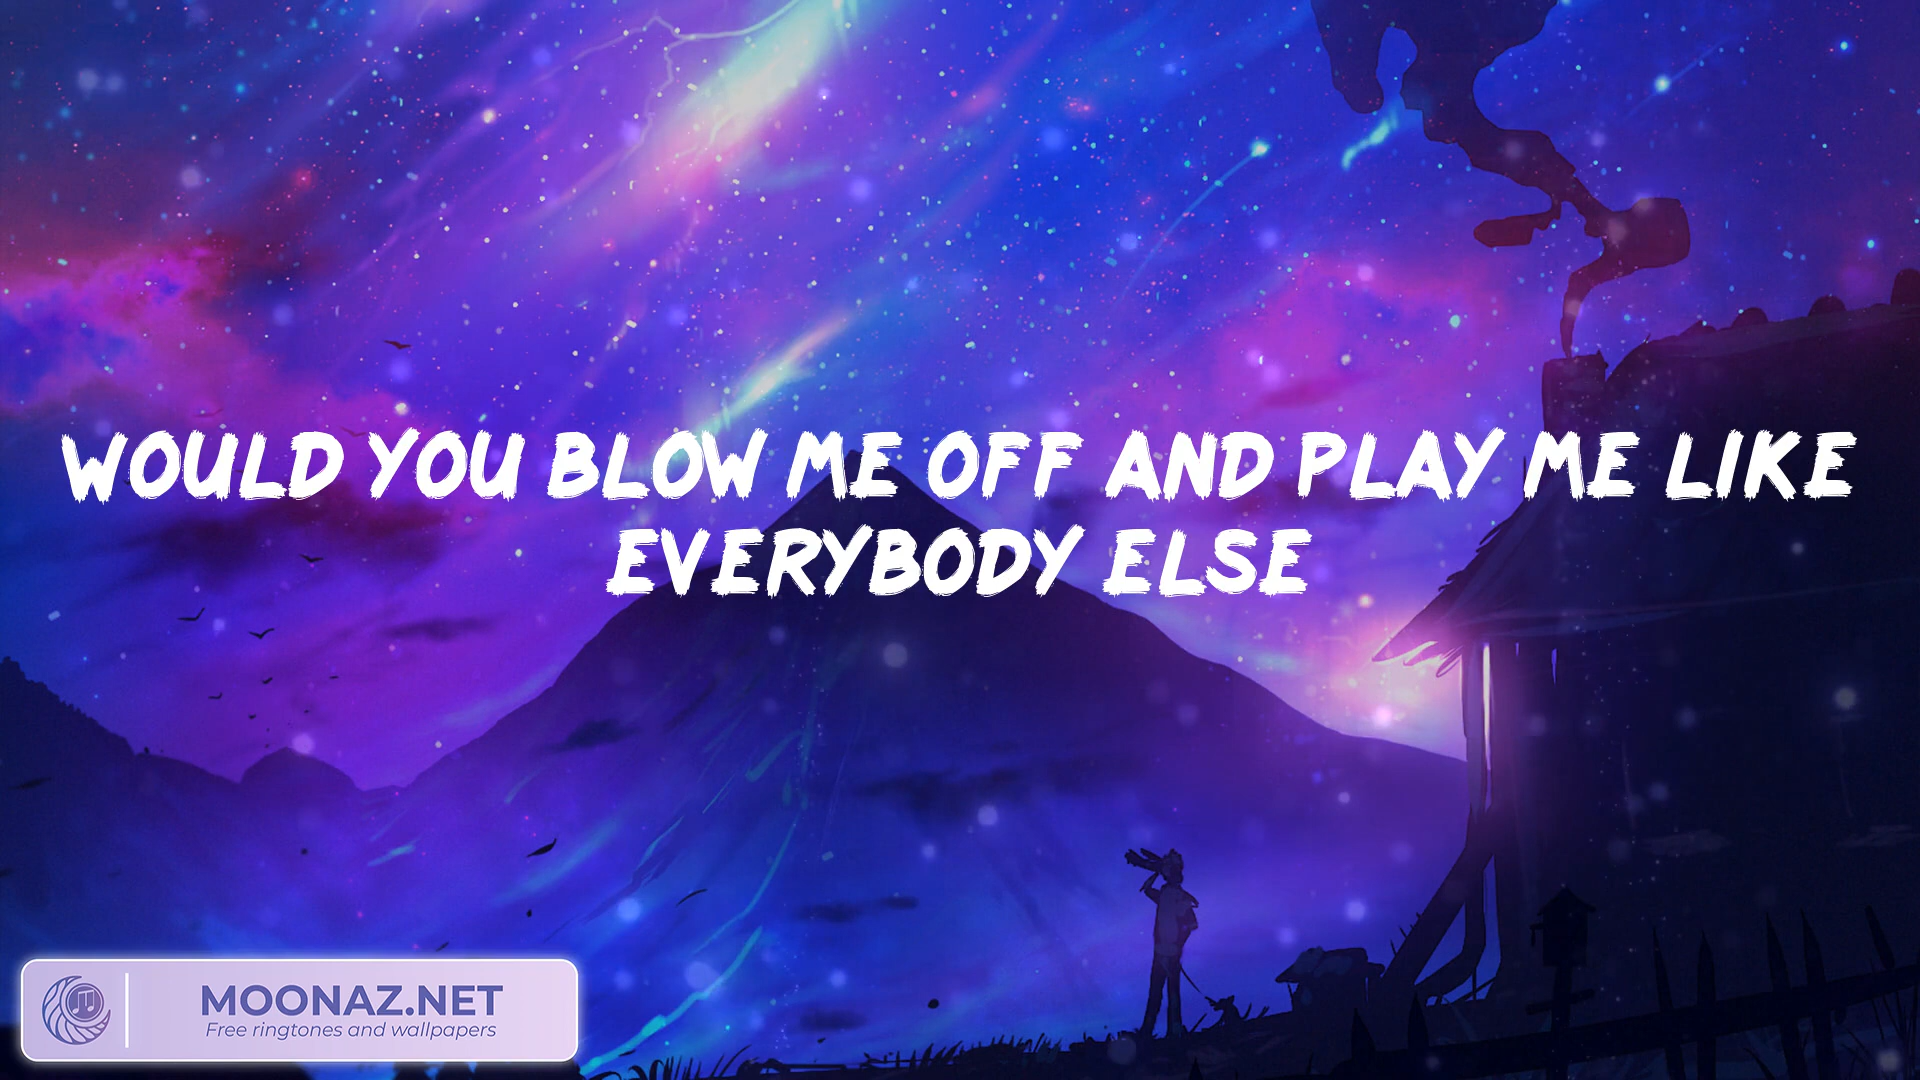 WOULD YOU BLOW ME OFF AND PLAY ME LIKE
EVERYBODY ELSE
MOONAZ.NET
Free ringtones and wallpapers